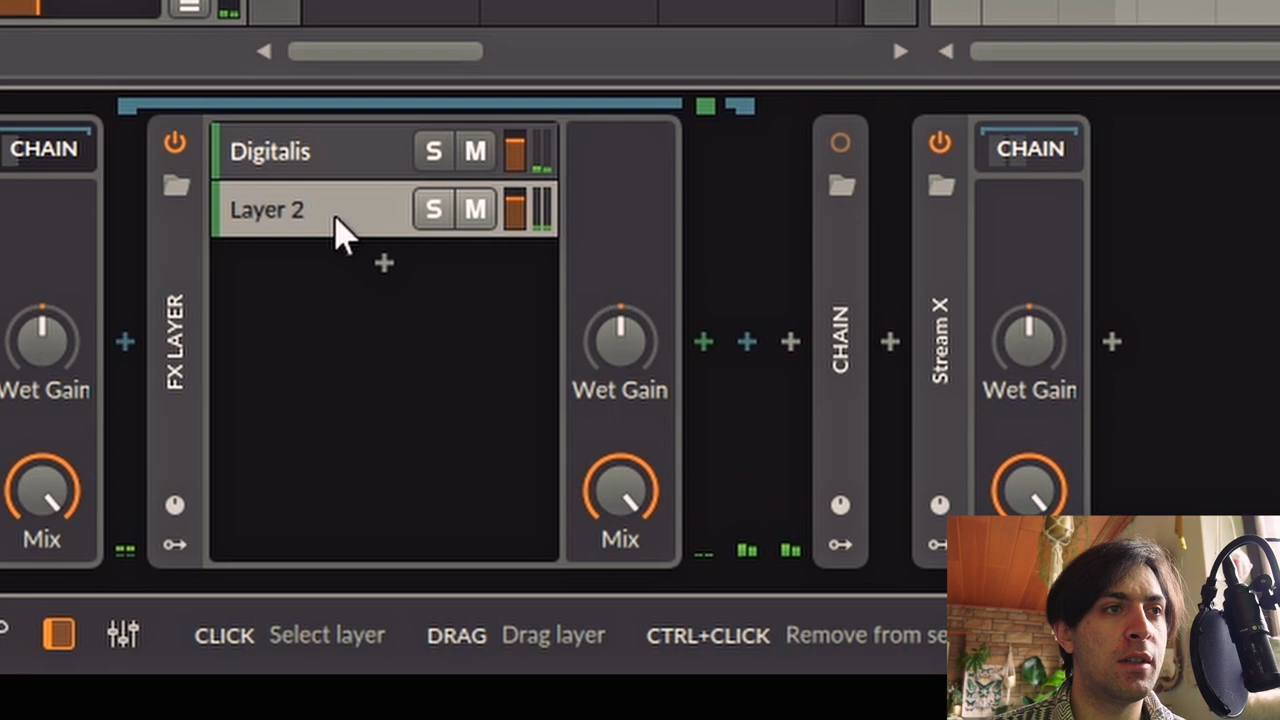 CHAIN
Wet Gain
Mix
FX LAYER
Digitalis S M
Layer 2 S M
Wet Gain
Mix
CHAIN
Stream X
CHAIN
Wet Gain
CLICK Select layer DRAG Drag layer CTRL+CLICK Remove from se